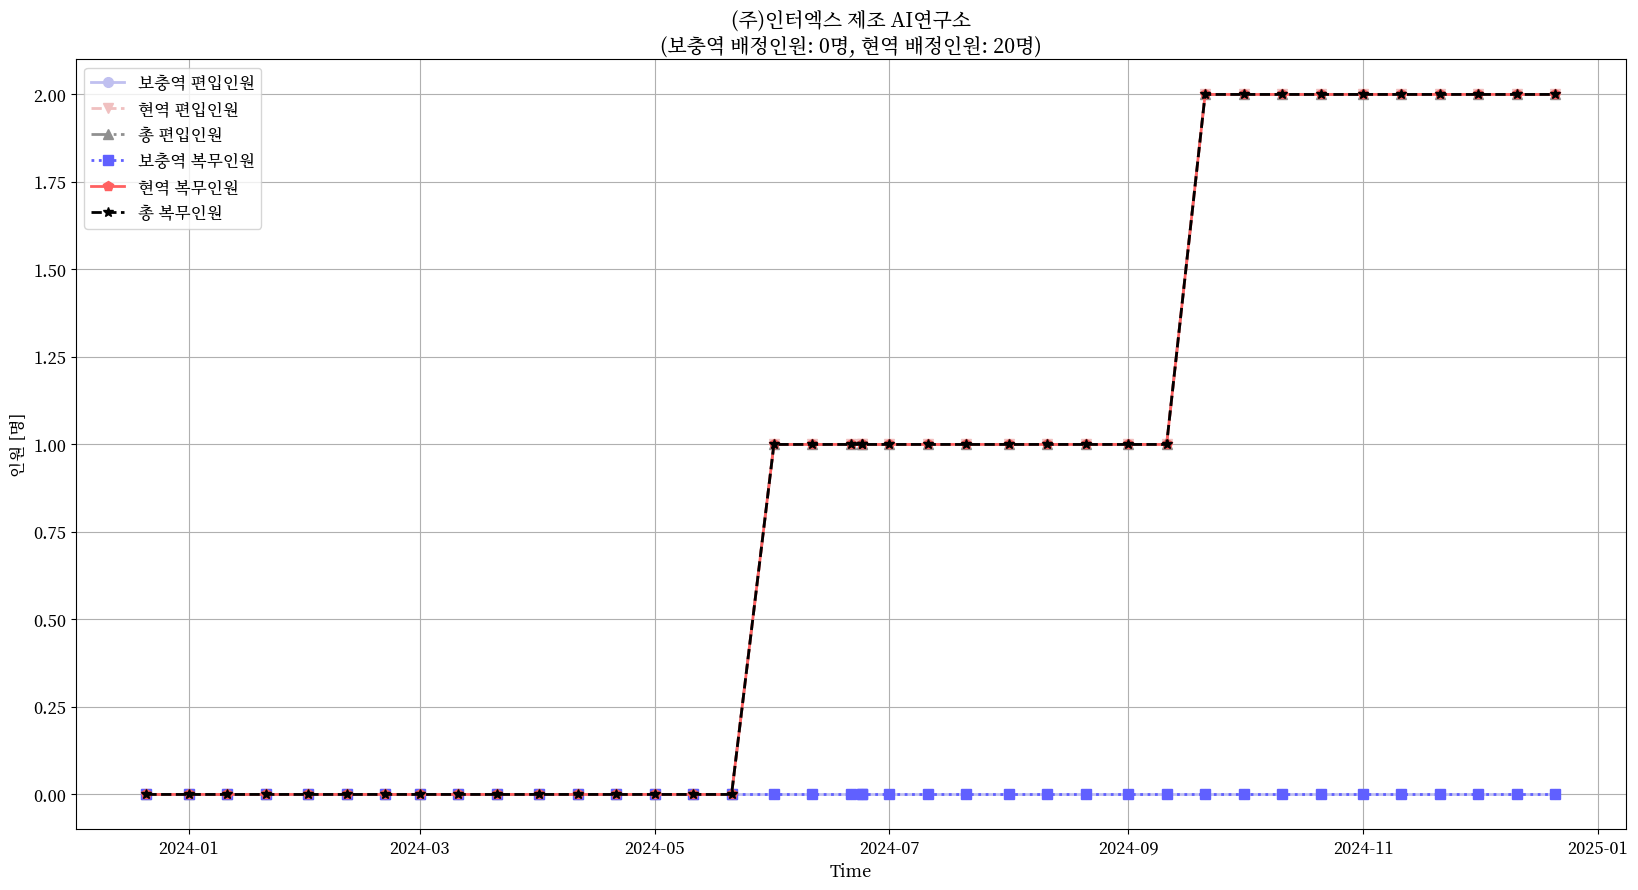 (주)인터엑스 제조 AI연구소
(보충역 배정인원: 0명, 현역 배정인원: 20명)
보충역 편입인원
현역 편입인원
총 편입인원
보충역 복무인원
현역 복무인원
총 복무인원
인원 [명]
2.00
1.75
1.50
1.25
1.00
0.75
0.50
0.25
0.00
2024-01
2024-03
2024-05
2024-07
2024-09
2024-11
2025-01
Time